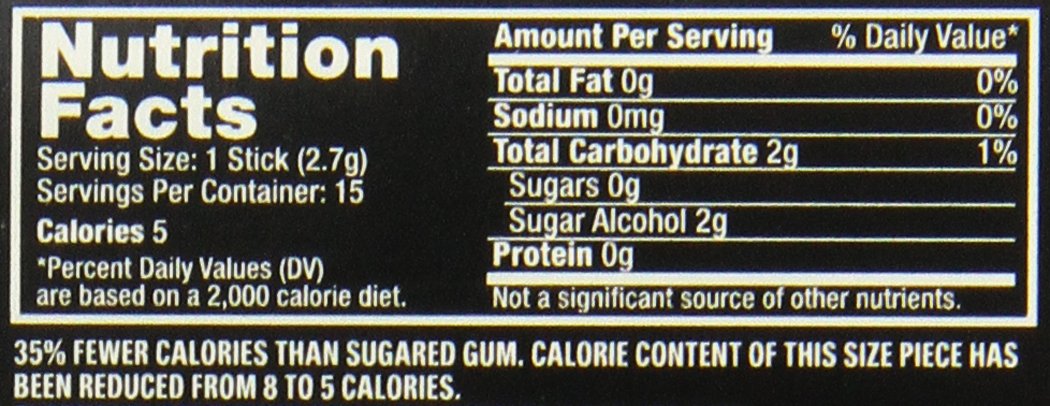 Nutrition
Facts
Serving Size: 1 Stick (2.7g)
Servings Per Container: 15
Calories 5
*Percent Daily Values (DV)
are based on a 2,000 calorie diet.
Amount Per Serving % Daily Value*
Total Fat 0g 0%
Sodium 0mg 0%
Total Carbohydrate 2g 1%
Sugars 0g
Sugar Alcohol 2g
Protein 0g
Not a significant source of other nutrients.
35% FEWER CALORIES THAN SUGARED GUM. CALORIE CONTENT OF THIS SIZE PIECE HAS
BEEN REDUCED FROM 8 TO 5 CALORIES.